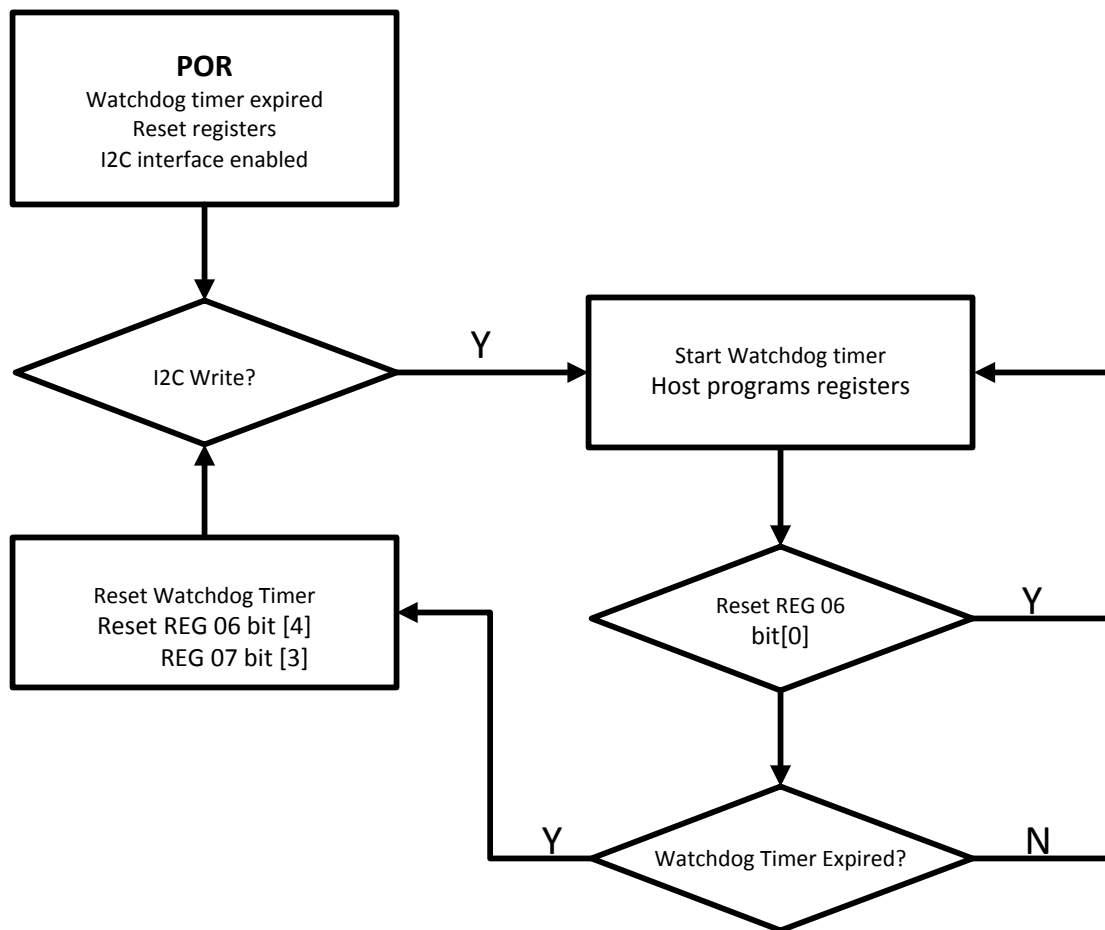 POR
Watchdog timer expired
Reset registers
I2C interface enabled
I2C Write?
Y
Start Watchdog timer
Host programs registers
Reset Watchdog Timer
Reset REG 06 bit [4]
REG 07 bit [3]
Reset REG 06
bit[0]
Y
Y
Watchdog Timer Expired?
N